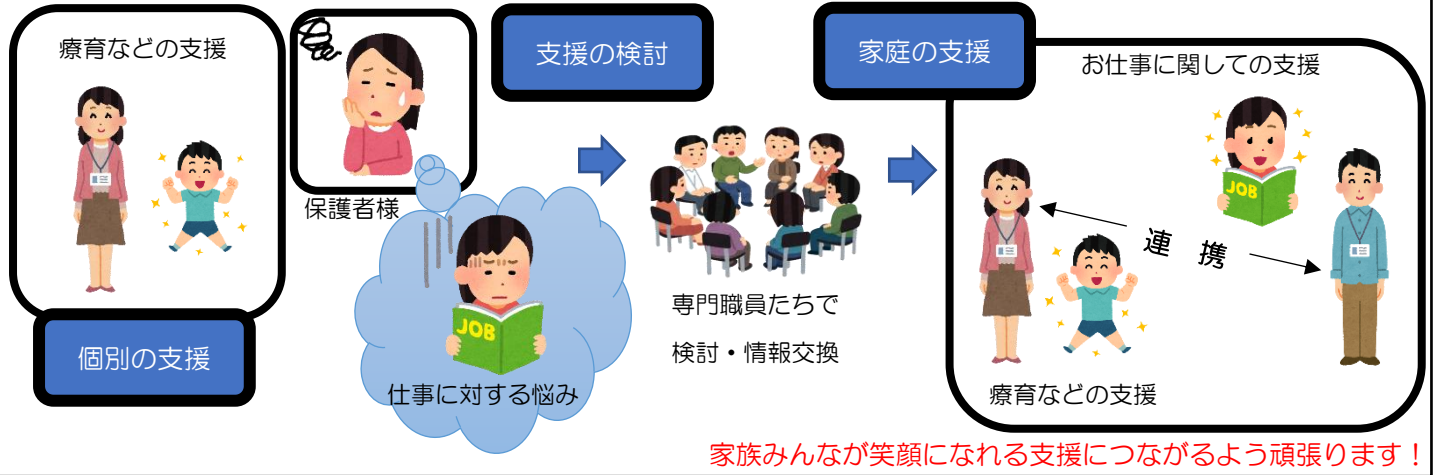 療育などの支援
個別の支援
保護者様
JOB
仕事に対する悩み
支援の検討
専門職員たちで
検討・情報交換
家庭の支援
お仕事に関しての支援
JOB
連 携
療育などの支援
家族みんなが笑顔になれる支援につながるよう頑張ります！